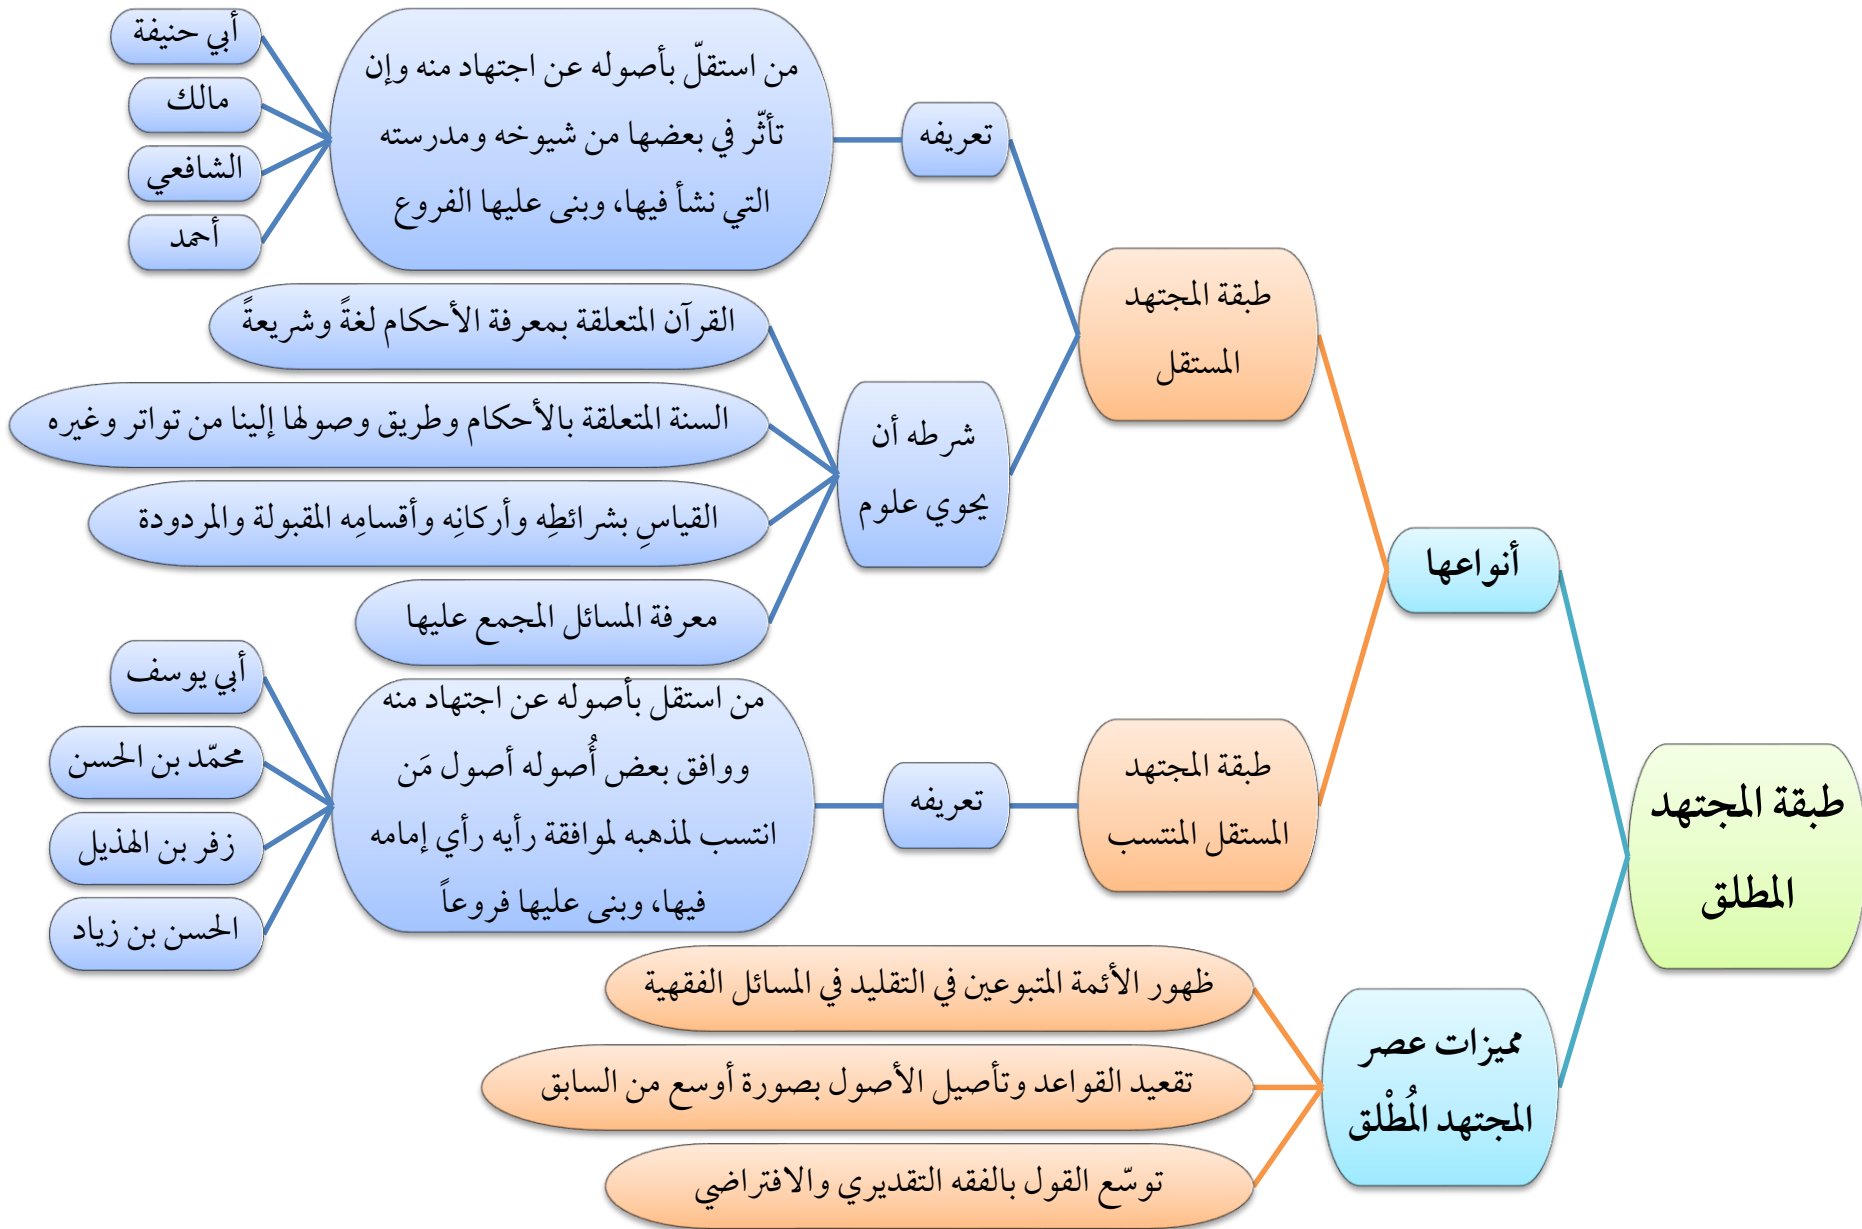 طبقة المجتهد
المطلق
أنواعها
طبقة المجتهد
المستقل
تعريفه
من استقلّ بأصوله عن اجتهاد منه وإن
تأثّر في بعضها من شيوخه ومدرسته
التي نشأ فيها، وبنى عليها الفروع
أبي حنيفة
مالك
الشافعي
أحمد
شرطه أن
يحوي علوم
القرآن المتعلقة بمعرفة الأحكام لغةً وشريعةً
السنة المتعلقة بالأحكام وطريق وصولها إلينا من تواتر وغيره
القياسِ بشرائطِه وأركانِه وأقسامِه المقبولة والمردودة
معرفة المسائل المجمع عليها
طبقة المجتهد
المستقل المنتسب
تعريفه
من استقل بأصوله عن اجتهاد منه
ووافق بعض أُصوله أصول مَن
انتسب لمذهبه لموافقة رأيه رأي إمامه
فيها، وبنى عليها فروعاً
أبي يوسف
محمّد بن الحسن
زفر بن الهذيل
الحسن بن زياد
مميزات عصر
المجتهد المُطْلق
ظهور الأئمة المتبوعين في التقليد في المسائل الفقهية
تقعيد القواعد وتأصيل الأصول بصورة أوسع من السابق
توسّع القول بالفقه التقديري والافتراضي